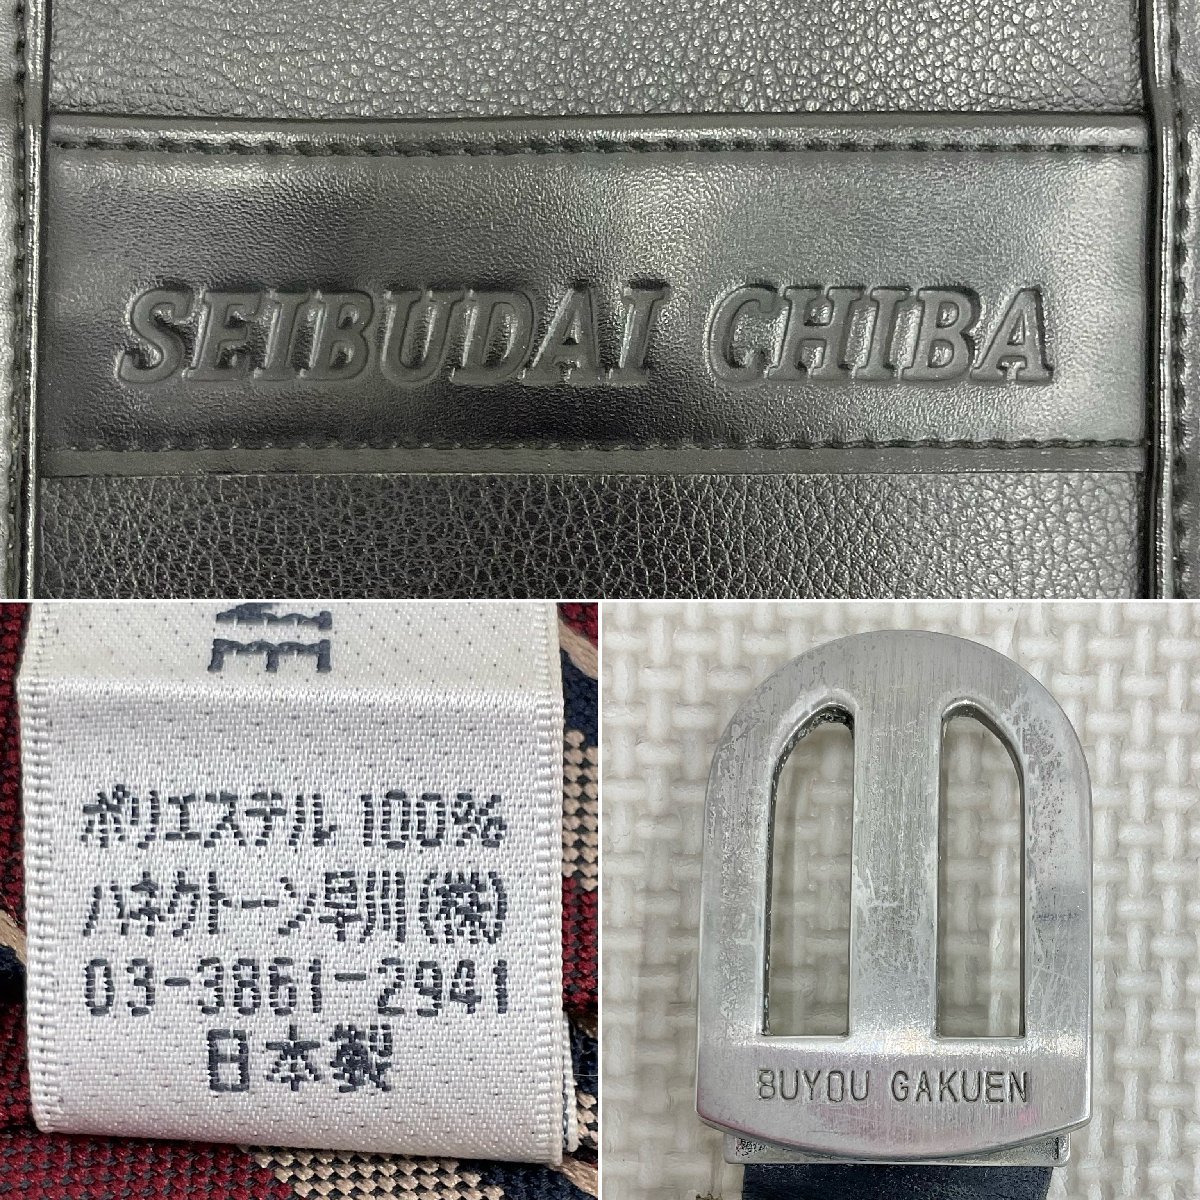 SEIBUDAI CHIBA
ポリエステル 100%
ハネクトーン早川(株)
03-3861-2941
日本製
BUYOU GAKUEN